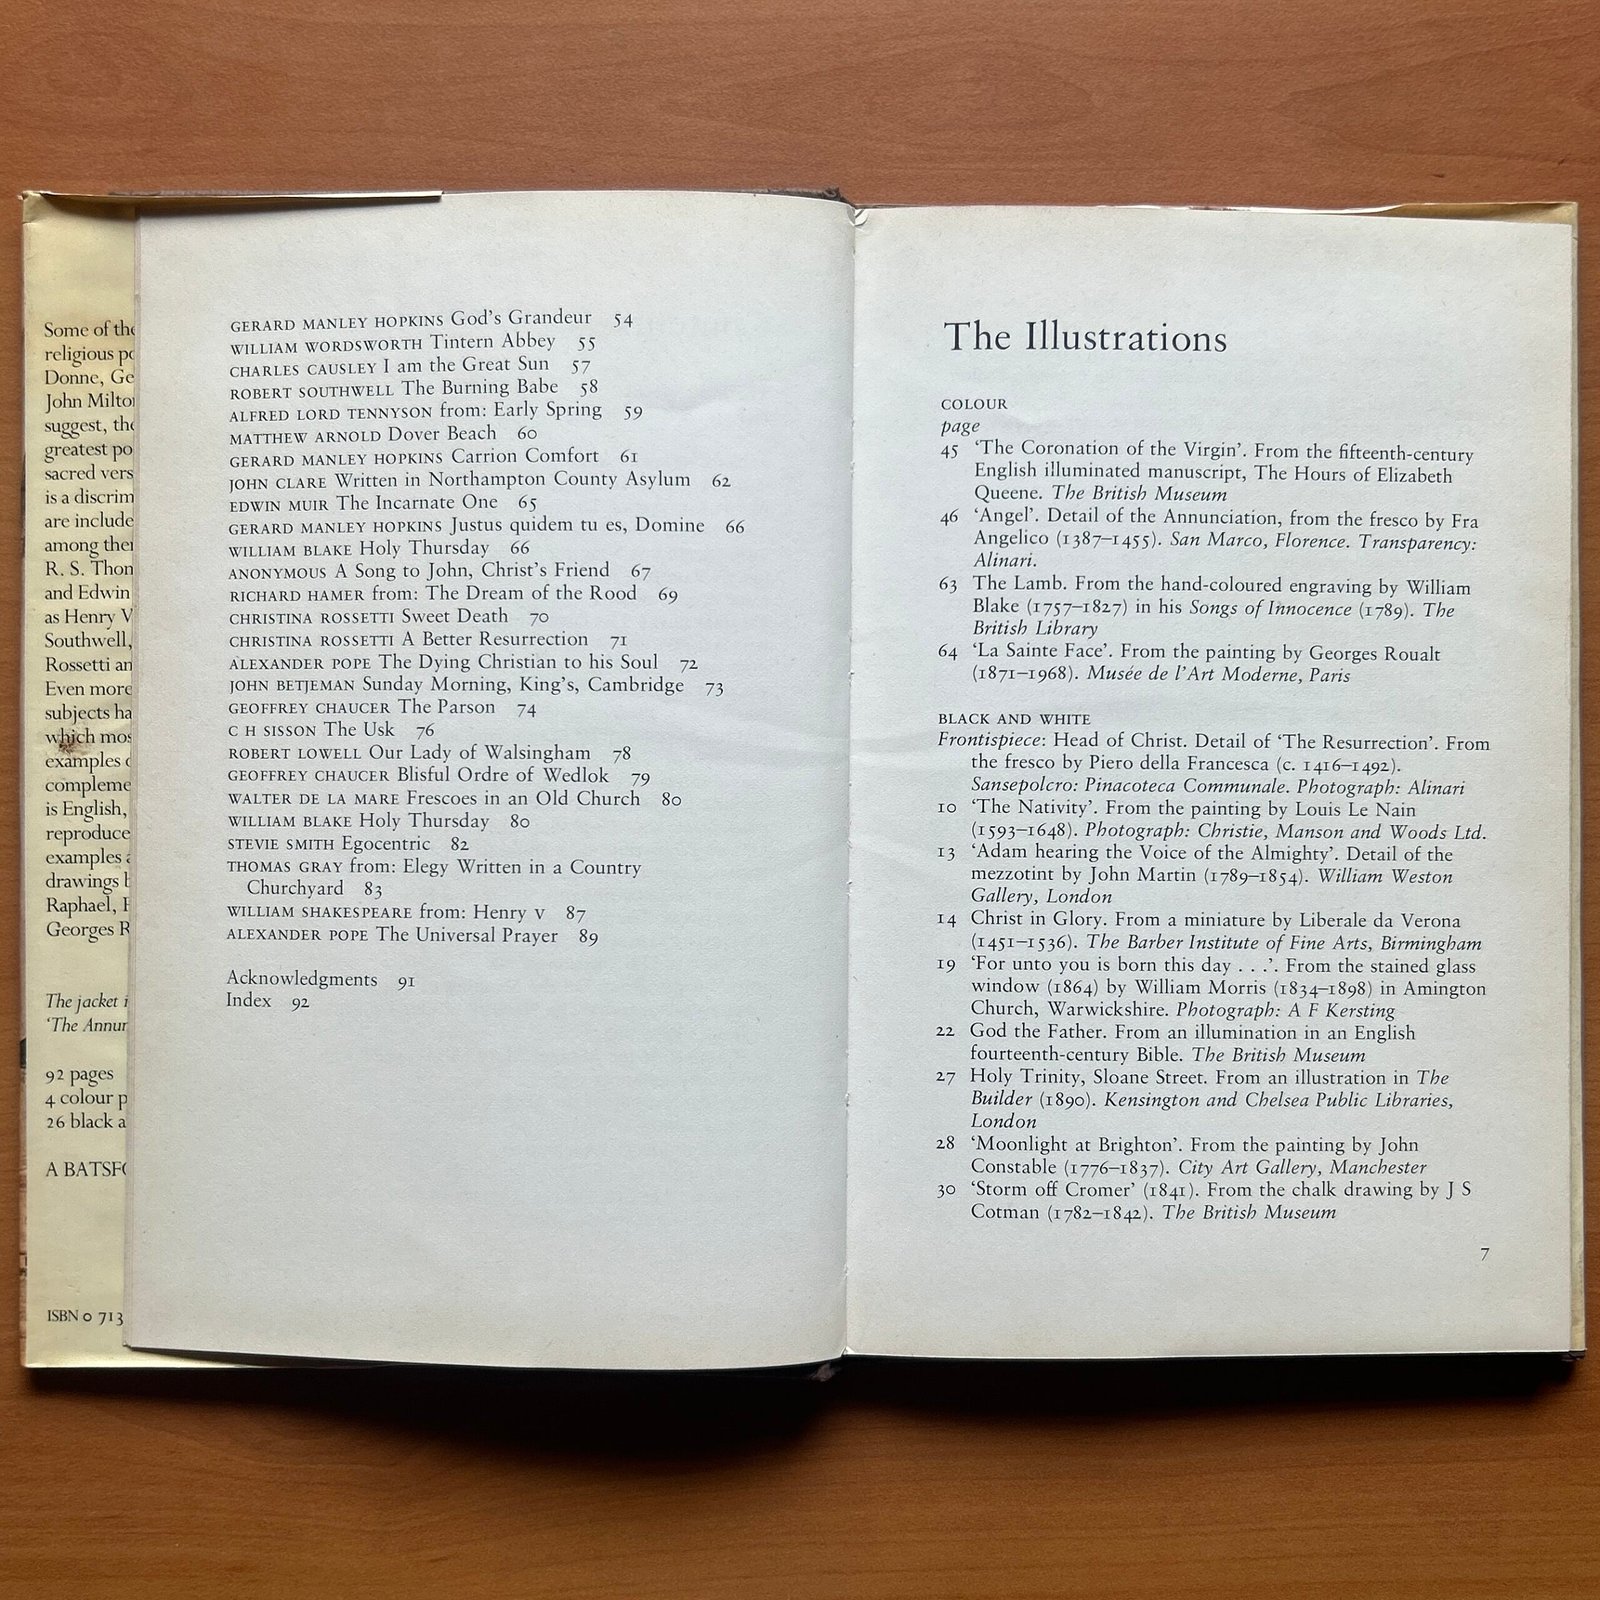 Some of the
religious
Donne,
John
suggest, the
greatest
sacred
is a
are include
among
R. S.
and Edwin
as Henry
Southwell,
Rossetti
Even more
subjects
which
examples
is English,
reproduce
examples
drawings
Raphael,
Georges
The jacket
'The
92 pages
4 colour
26 black
A
ISBN 0 713
GERARD MANLEY HOPKINS God's Grandeur 54
WILLIAM WORDSWORTH Tintern Abbey 55
CHARLES CAUSLEY I am the Great Sun 57
ROBERT SOUTHWELL The Burning Babe 58
ALFRED LORD TENNYSON from: Early Spring 59
MATTHEW ARNOLD Dover Beach 60
GERARD MANLEY HOPKINS Carrion Comfort 61
JOHN CLARE Written in Northampton County Asylum 62
EDWIN MUIR The Incarnate One 65
GERARD MANLEY HOPKINS Justus quidem tu es, Domine 66
WILLIAM BLAKE Holy Thursday 66
ANONYMOUS A Song to John, Christ's Friend 67
RICHARD HAMER from: The Dream of the Rood 69
CHRISTINA ROSSETTI Sweet Death 70
CHRISTINA ROSSETTI A Better Resurrection 71
ALEXANDER POPE The Dying Christian to his Soul 72
JOHN BETJEMAN Sunday Morning, King's, Cambridge 73
GEOFFREY CHAUCER The Parson 74
C H SISSON The Usk 76
ROBERT LOWELL Our Lady of Walsingham 78
GEOFFREY CHAUCER Blisful Ordre of Wedlok 79
WALTER DE LA MARE Frescoes in an Old Church 80
WILLIAM BLAKE Holy Thursday 80
STEVIE SMITH Egocentric 82
THOMAS GRAY from: Elegy Written in a Country
Churchyard 83
WILLIAM SHAKESPEARE from: Henry V 87
ALEXANDER POPE The Universal Prayer 89
Acknowledgments 91
Index 92
The Illustrations
COLOUR
page
45 'The Coronation of the Virgin'. From the fifteenth-century
English illuminated manuscript, The Hours of Elizabeth
Queene. The British Museum
46 'Angel'. Detail of the Annunciation, from the fresco by Fra
Angelico (1387–1455). San Marco, Florence. Transparency:
Alinari.
63 The Lamb. From the hand-coloured engraving by William
Blake (1757–1827) in his Songs of Innocence (1789). The
British Library
64 'La Sainte Face'. From the painting by Georges Roualt
(1871–1968). Musée de l'Art Moderne, Paris
BLACK AND WHITE
Frontispiece: Head of Christ. Detail of 'The Resurrection'. From
the fresco by Piero della Francesca (c. 1416–1492).
Sansepolcro: Pinacoteca Communale. Photograph: Alinari
10 'The Nativity'. From the painting by Louis Le Nain
(1593–1648). Photograph: Christie, Manson and Woods Ltd.
13 'Adam hearing the Voice of the Almighty'. Detail of the
mezzotint by John Martin (1789–1854). William Weston
Gallery, London
14 Christ in Glory. From a miniature by Liberale da Verona
(1451–1536). The Barber Institute of Fine Arts, Birmingham
19 'For unto you is born this day . . .'. From the stained glass
window (1864) by William Morris (1834–1898) in Amington
Church, Warwickshire. Photograph: A F Kersting
22 God the Father. From an illumination in an English
fourteenth-century Bible. The British Museum
27 Holy Trinity, Sloane Street. From an illustration in The
Builder (1890). Kensington and Chelsea Public Libraries,
London
28 'Moonlight at Brighton'. From the painting by John
Constable (1776–1837). City Art Gallery, Manchester
30 'Storm off Cromer' (1841). From the chalk drawing by J S
Cotman (1782–1842). The British Museum
7